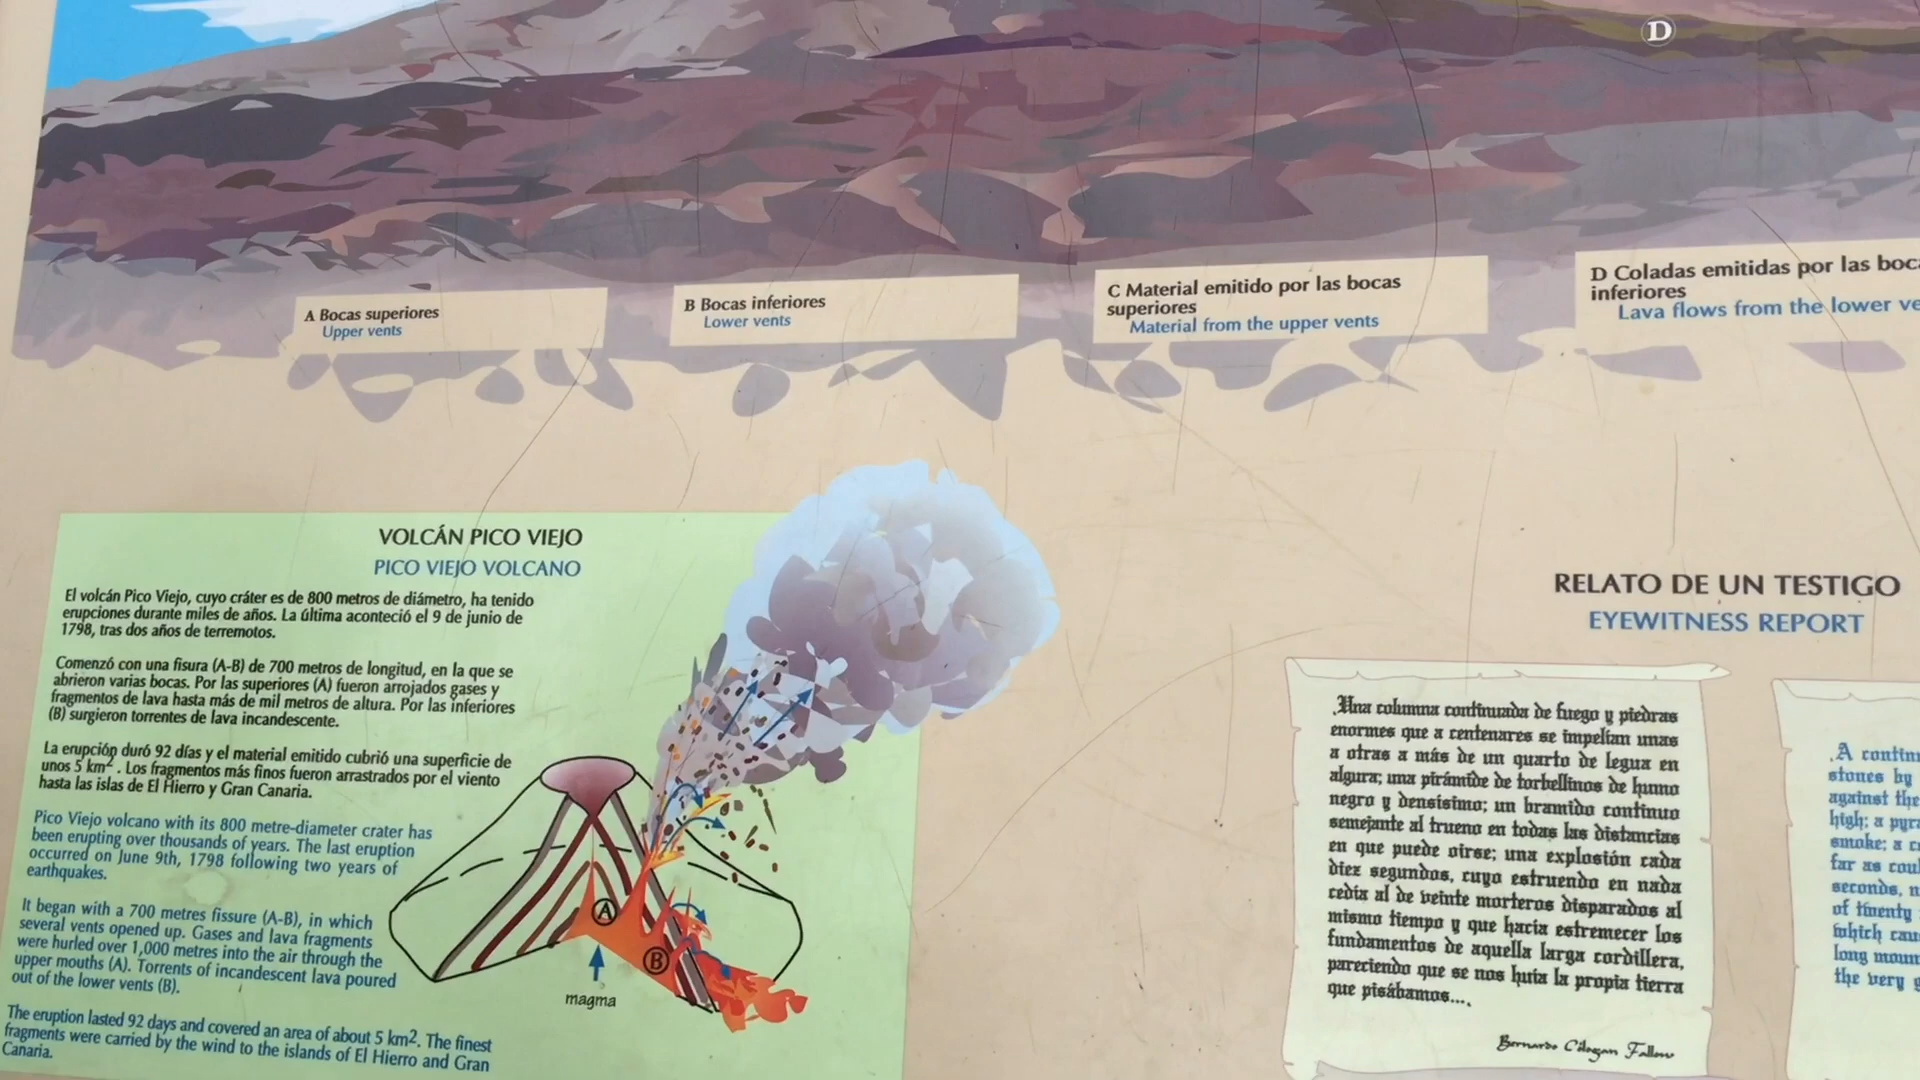 D
A Bocas superiores
Upper vents
B Bocas inferiores
Lower vents
C Material emitido por las bocas
superiores
Material from the upper vents
D Coladas emitidas por las
inferiores
Lava flows from the lower
VOLCÁN PICO VIEJO
PICO VIEJO VOLCANO
El volcán Pico Viejo, cuyo cráter es de 800 metros de diámetro, ha tenido
erupciones durante miles de años. La última aconteció el 9 de junio de
1798, tras dos años de terremotos.
Comenzó con una fisura (A-B) de 700 metros de longitud, en la que se
abrieron varias bocas. Por las superiores (A) fueron arrojados gases y
fragmentos de lava hasta más de mil metros de altura. Por las inferiores
(B) surgieron torrentes de lava incandescente.
La erupción duró 92 días y el material emitido cubrió una superficie de
unos 5 km². Los fragmentos más finos fueron arrastrados por el viento
hasta las islas de El Hierro y Gran Canaria.
Pico Viejo volcano with its 800 metre-diameter crater has
been erupting over thousands of years. The last eruption
occurred on June 9th, 1798 following two years of
earthquakes.
It began with a 700 metres fissure (A-B), in which
several vents opened up. Gases and lava fragments
were hurled over 1,000 metres into the air through the
upper mouths (A). Torrents of incandescent lava poured
out of the lower vents (B).
The eruption lasted 92 days and covered an area of about 5 km². The finest
fragments were carried by the wind to the islands of El Hierro and Gran
Canaria.
A
B
magma
RELATO DE UN TESTIGO
EYEWITNESS REPORT
Una columna continuada de fuego y piedras
enormes que a centenares se impelían unas
a otras a más de un quarto de legua en
algura; una pirámide de torbellinos de humo
negro y densísimo; un bramido continuo
semejante al trueno en todas las distancias
en que puede oirse; una explosión cada
diez segundos, cuyo estruendo en nada
cedía al de veinte morteros disparados al
mismo tiempo y que hacía estremecer los
fundamentos de aquella larga cordillera,
pareciendo que se nos huía la propia tierra
que pisábamos...,
Bernardo Cólogan Fallow
A
stones by
against the
high; a
smoke; a
far as
seconds,
of twenty
which
long
the very